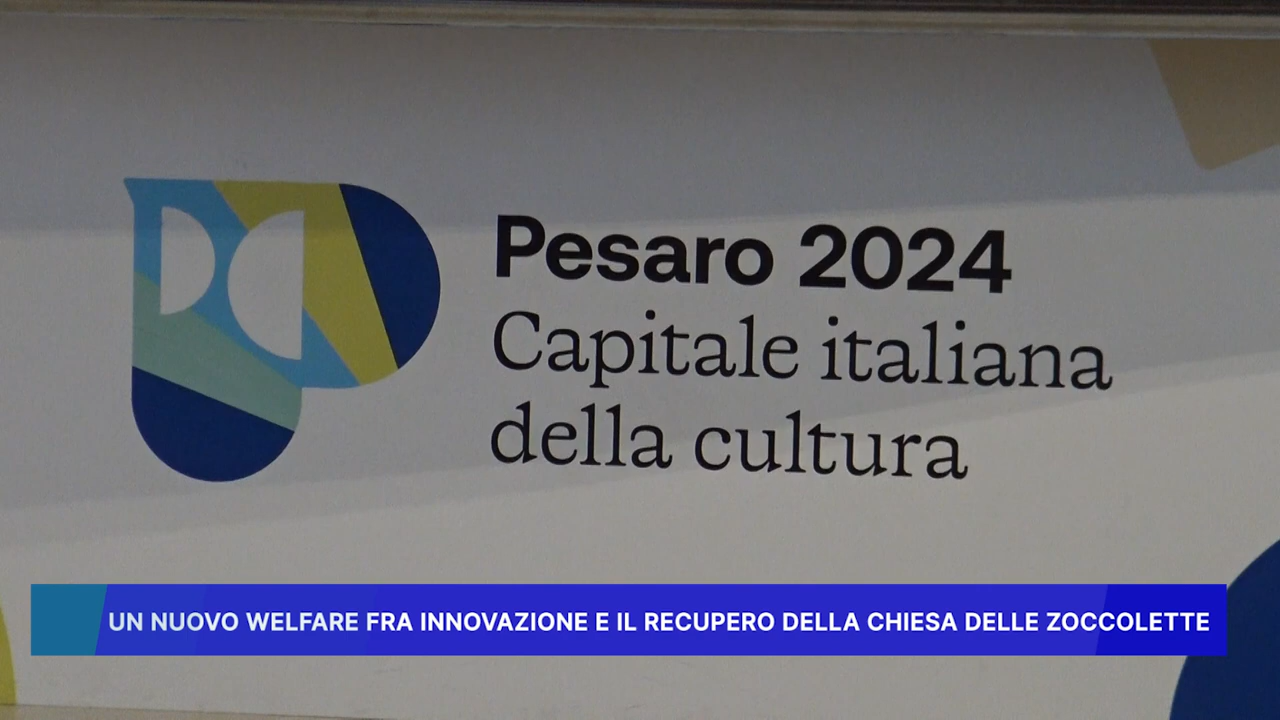 Pesaro 2024
Capitale italiana
della cultura
UN NUOVO WELFARE FRA INNOVAZIONE E IL RECUPERO DELLA CHIESA DELLE ZOCCOLETTE